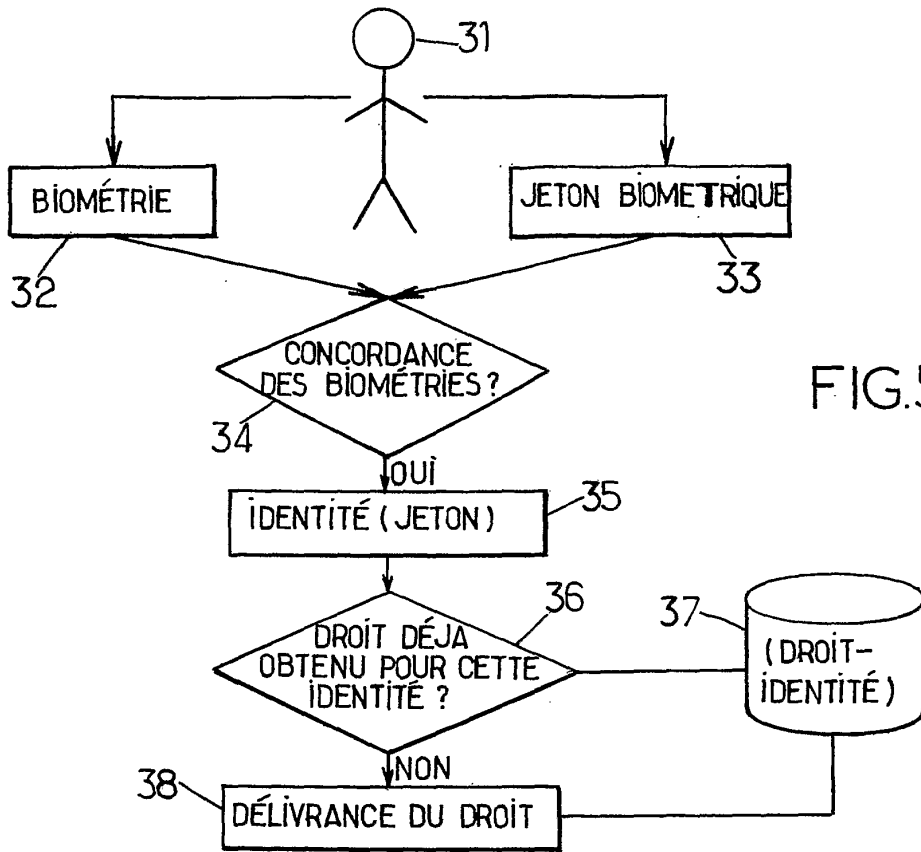 31
BIOMÉTRIE
JETON BIOMETRIQUE
32
33
CONCORDANCE
DES BIOMÉTRIES ?
34
FIG.5
OUI
IDENTITÉ ( JETON )
35
36
37
DROIT DÉJA
OBTENU POUR CETTE
IDENTITÉ ?
(DROIT-
IDENTITÉ)
NON
38
DÉLIVRANCE DU DROIT